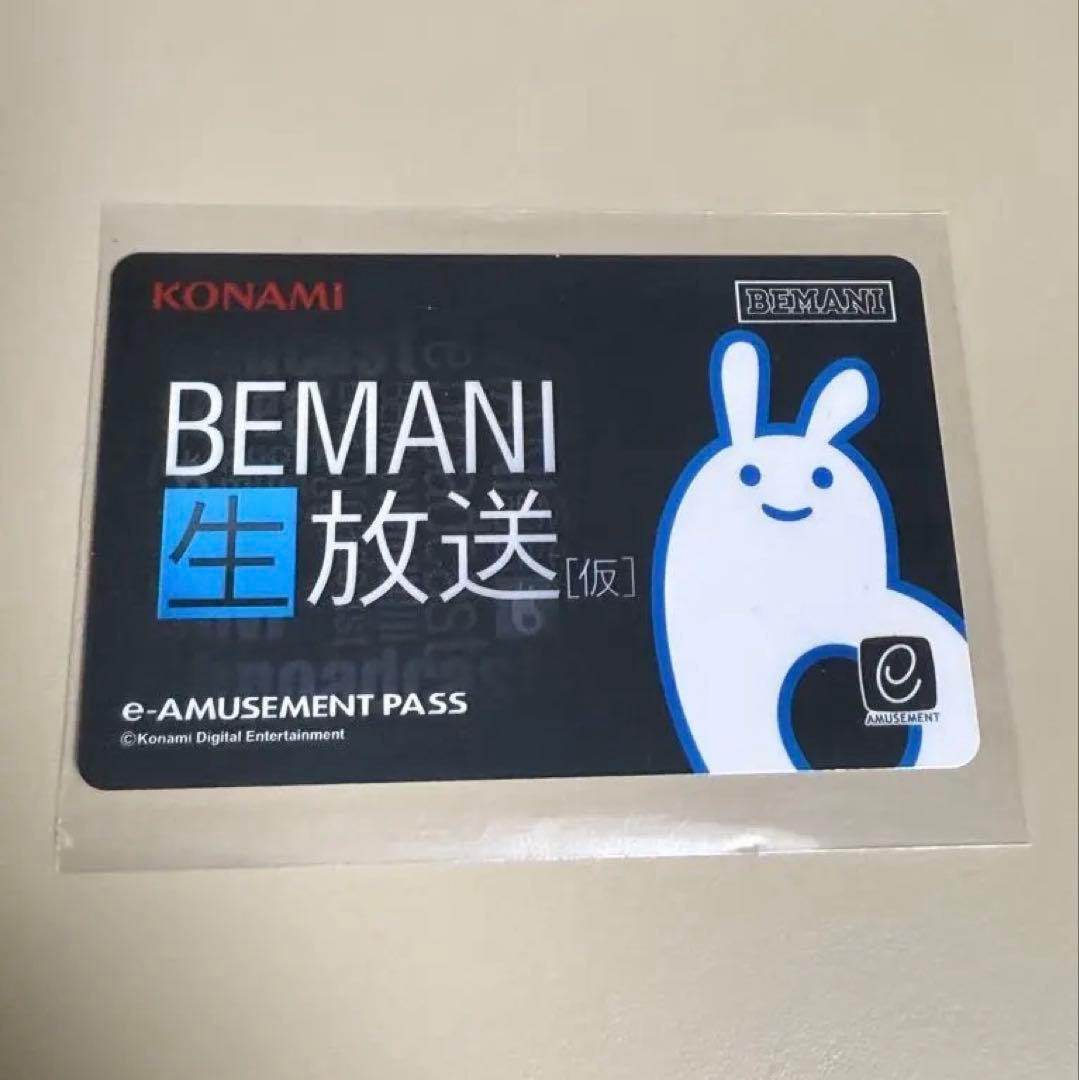 KONAMI
BEMANI
BEMANI
生放送[仮]
e-AMUSEMENT PASS
©Konami Digital Entertainment
e
AMUSEMENT